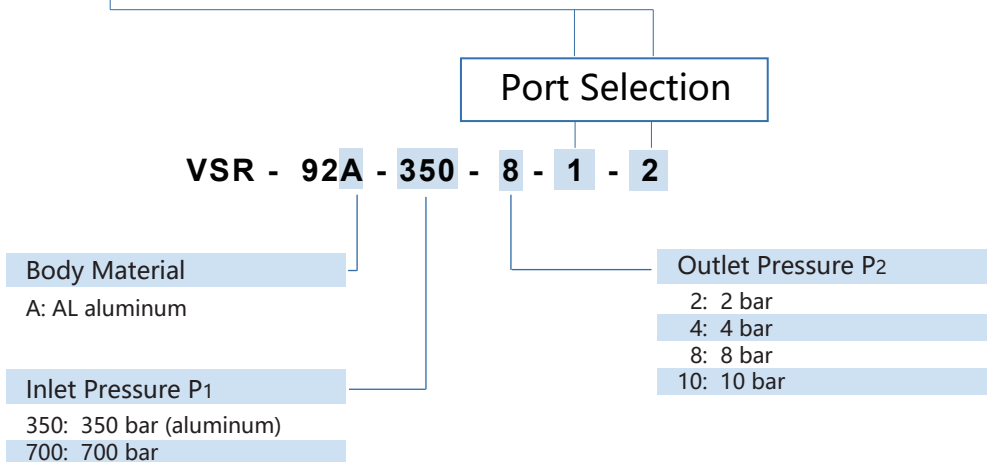 Port Selection
VSR - 92A - 350 - 8 - 1 - 2
Body Material
A: AL aluminum
Inlet Pressure P1
350: 350 bar (aluminum)
700: 700 bar
Outlet Pressure P2
2: 2 bar
4: 4 bar
8: 8 bar
10: 10 bar